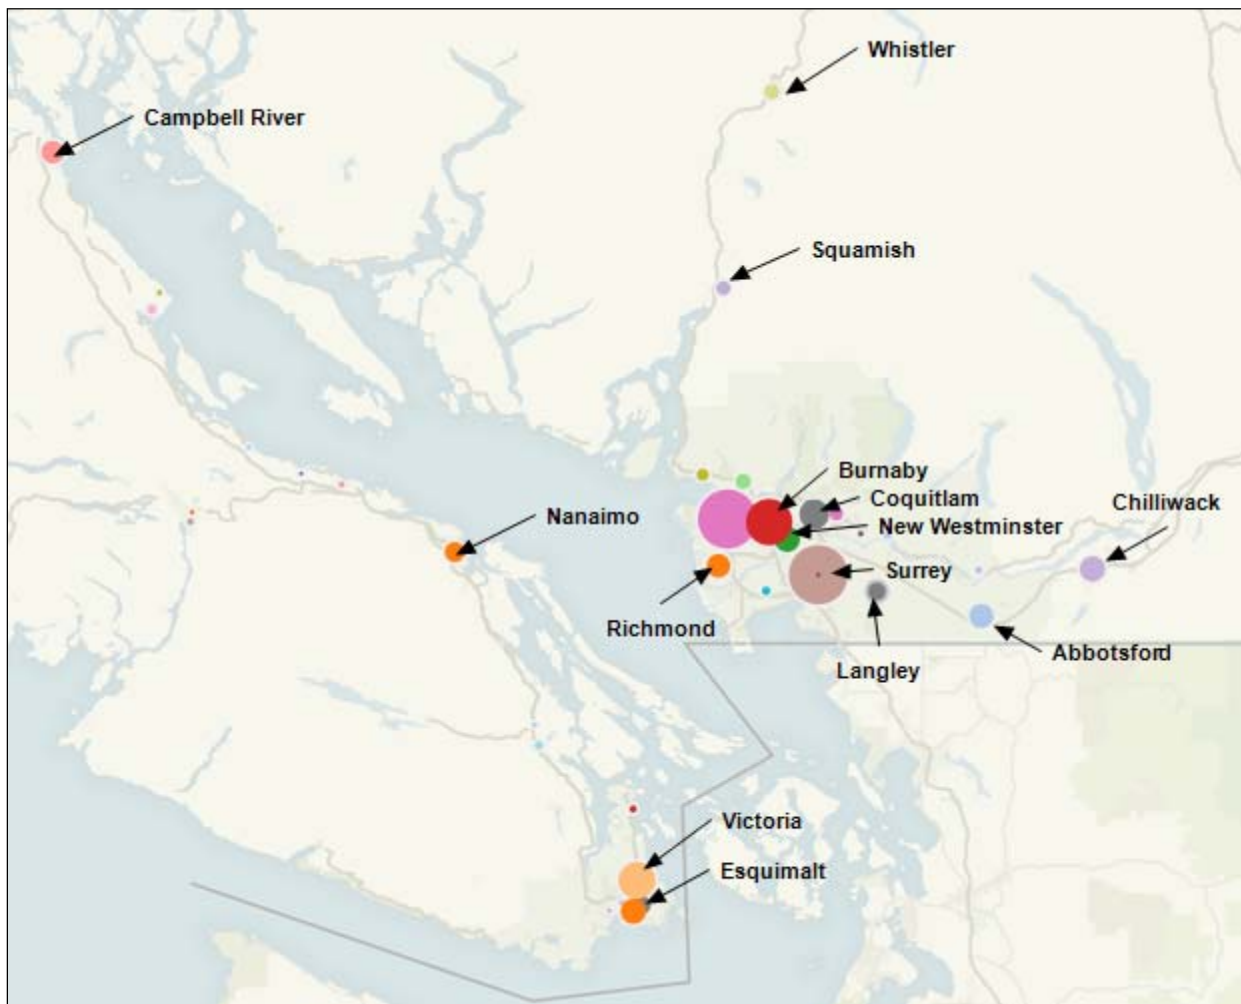 Whistler
Campbell River
Squamish
Burnaby
Coquitlam
Chilliwack
New Westminster
Nanaimo
Surrey
Richmond
Abbotsford
Langley
Victoria
Esquimalt